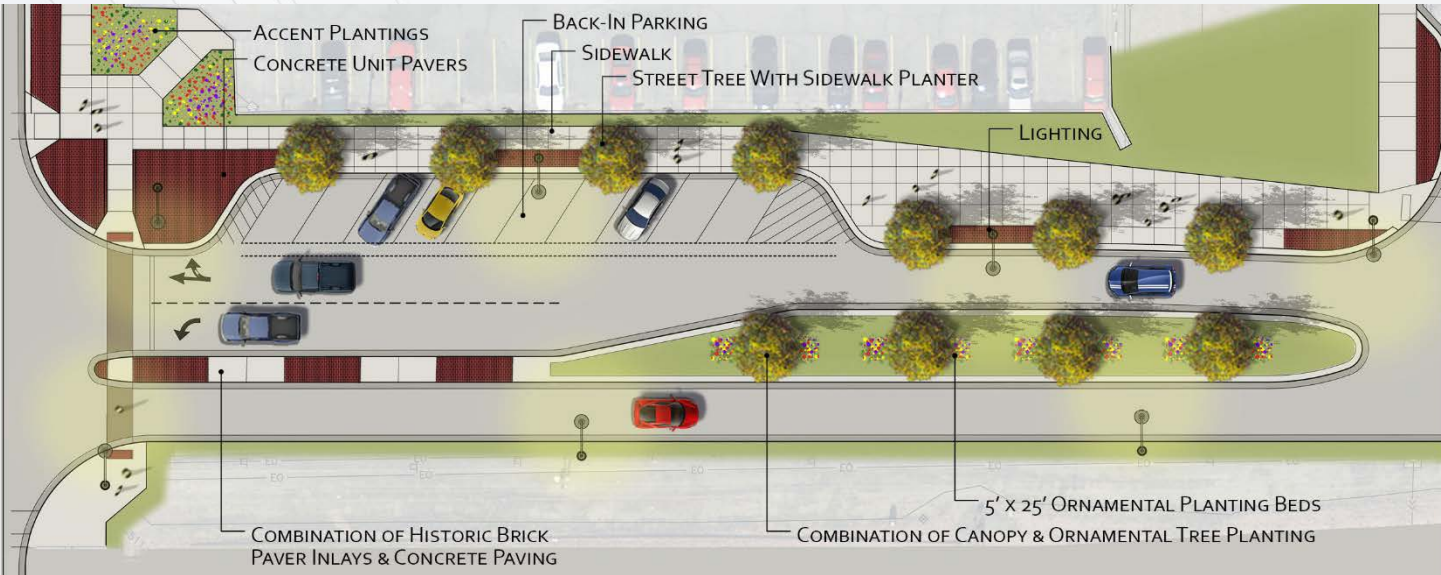 ACCENT PLANTINGS
CONCRETE UNIT PAVERS
BACK-IN PARKING
SIDEWALK
STREET TREE WITH SIDEWALK PLANTER
LIGHTING
5' X 25' ORNAMENTAL PLANTING BEDS
COMBINATION OF CANOPY & ORNAMENTAL TREE PLANTING
COMBINATION OF HISTORIC BRICK
PAVER INLAYS & CONCRETE PAVING